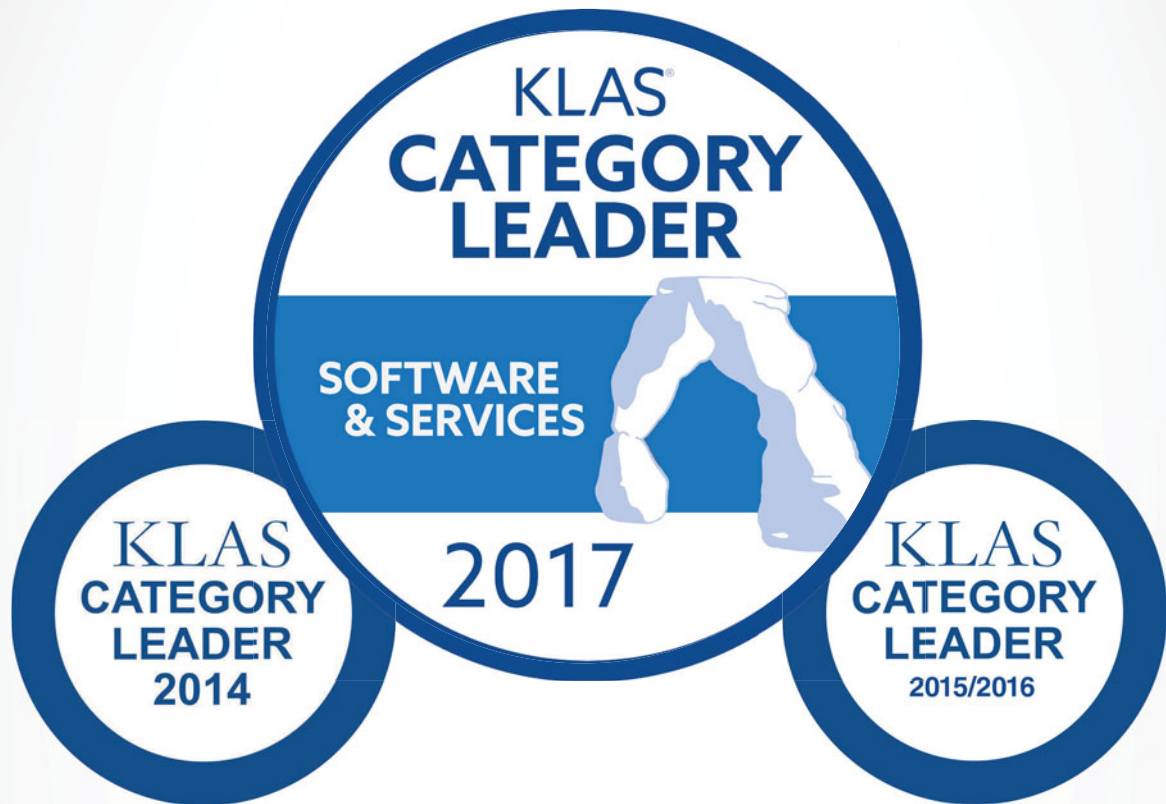 KLAS®
CATEGORY
LEADER
SOFTWARE
& SERVICES
2017
KLAS
CATEGORY
LEADER
2014
KLAS
CATEGORY
LEADER
2015/2016